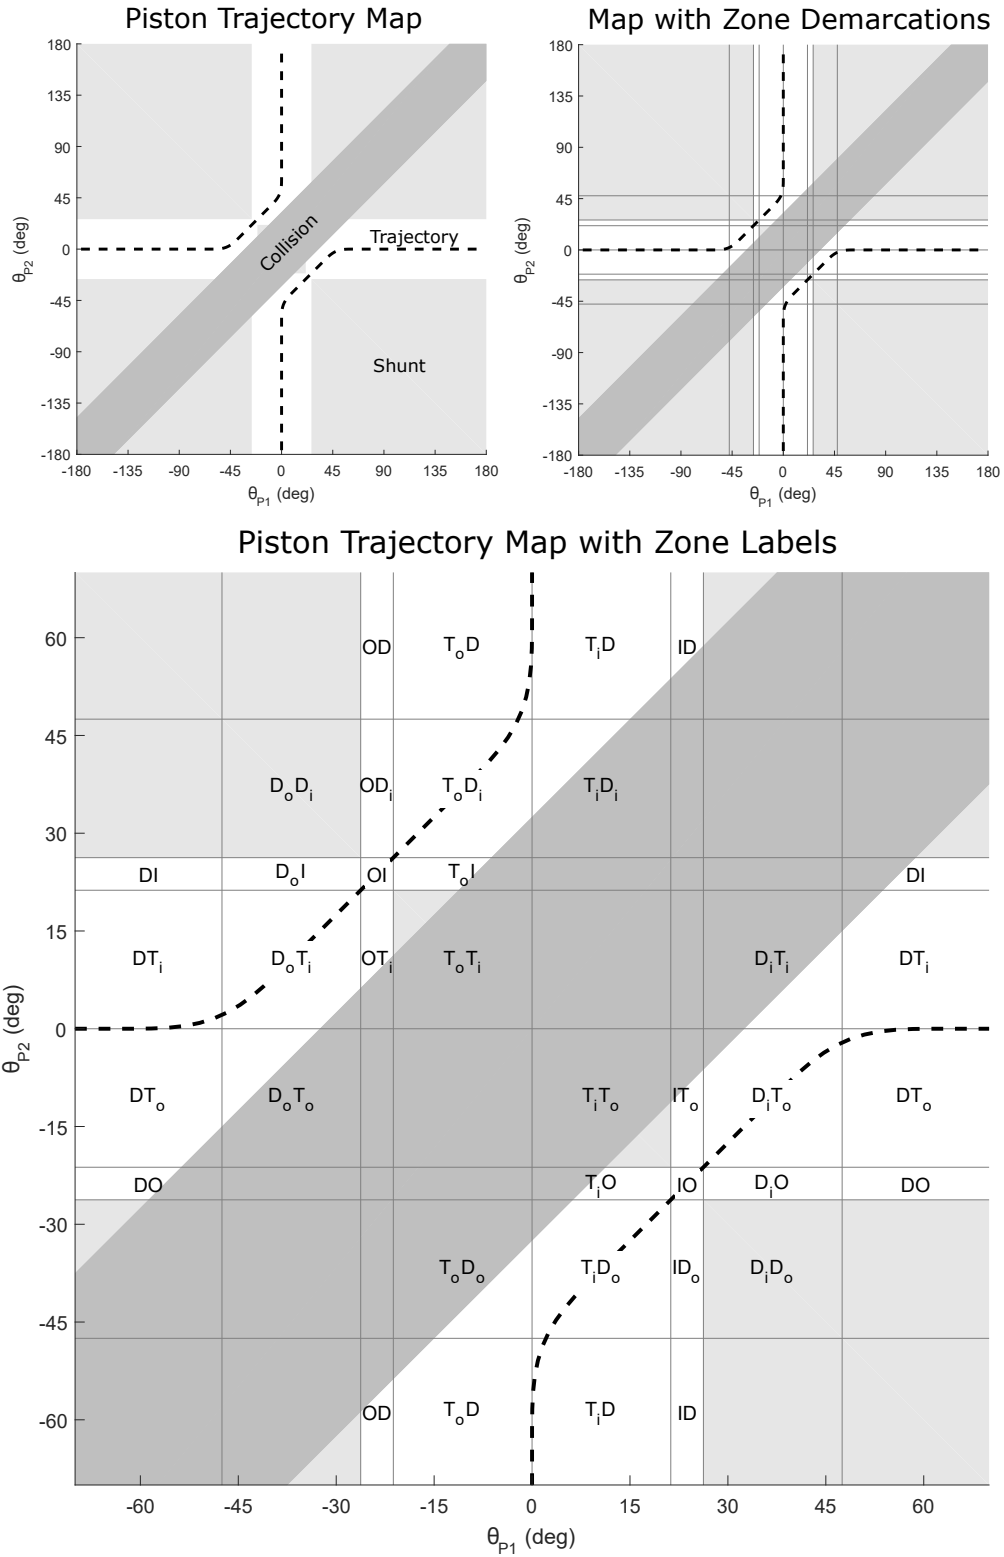 Piston Trajectory Map
Map with Zone Demarcations
180
135
90
45
0
-45
-90
-135
-180
θP2 (deg)
Collision
Trajectory
Shunt
-180 -135 -90 -45 0 45 90 135 180
θP1 (deg)
180
135
90
45
0
-45
-90
-135
-180
θP2 (deg)
-180 -135 -90 -45 0 45 90 135 180
θP1 (deg)
Piston Trajectory Map with Zone Labels
60
45
30
15
0
-15
-30
-45
-60
θP2 (deg)
OD ToD TiD ID
DoDi ODi ToDi TiDi
DI DoI OI ToI DI
DTi DoTi OTi ToTi DiTi DTi
DTo DoTo TiTo ITo DiTo DTo
DO TiO IO DiO DO
ToDo TiDo IDo DiDo
OD ToD TiD ID
-60 -45 -30 -15 0 15 30 45 60
θP1 (deg)